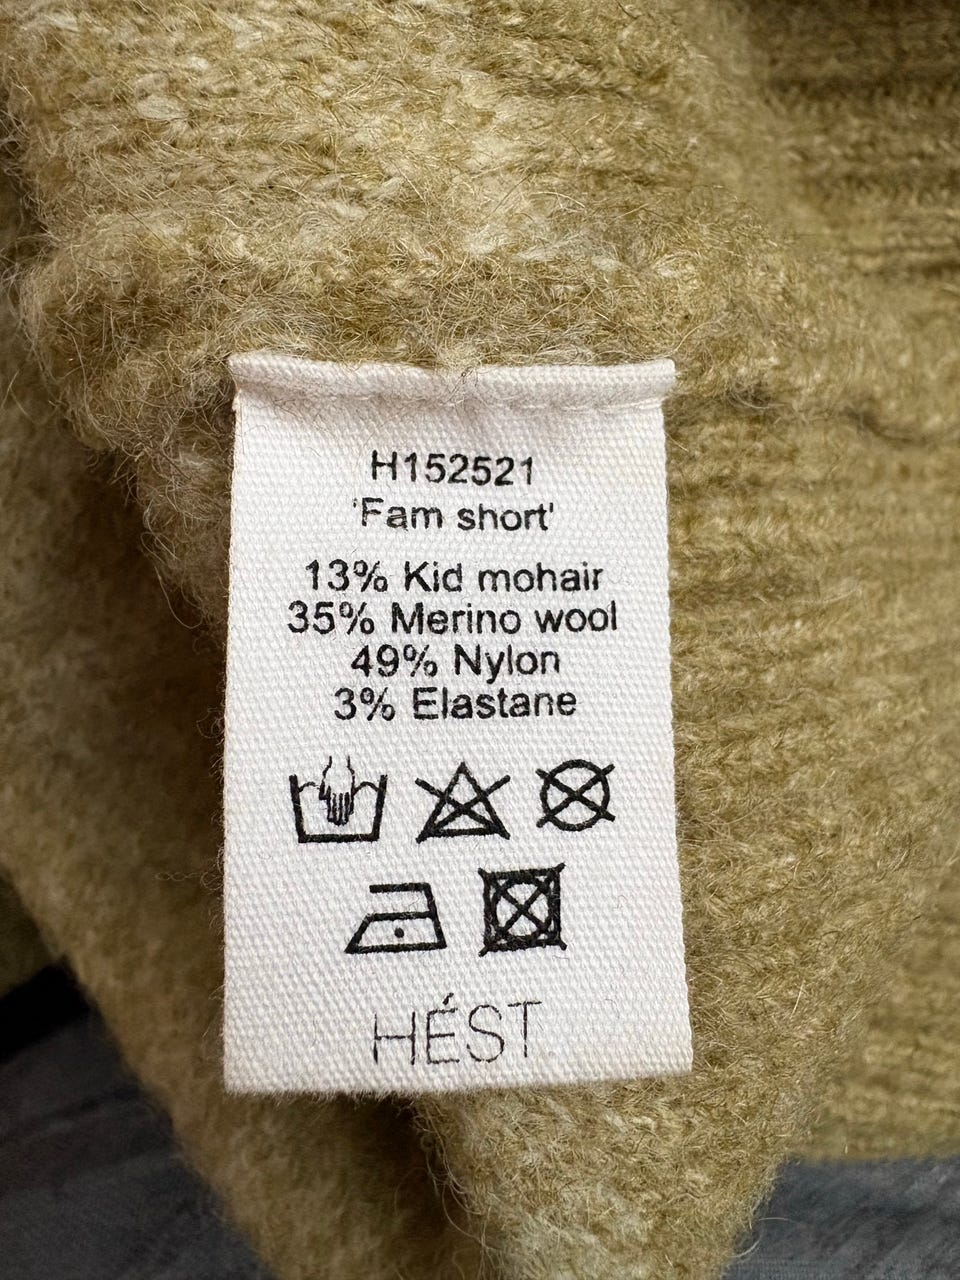 H152521
'Fam short'
13% Kid mohair
35% Merino wool
49% Nylon
3% Elastane
HÉST